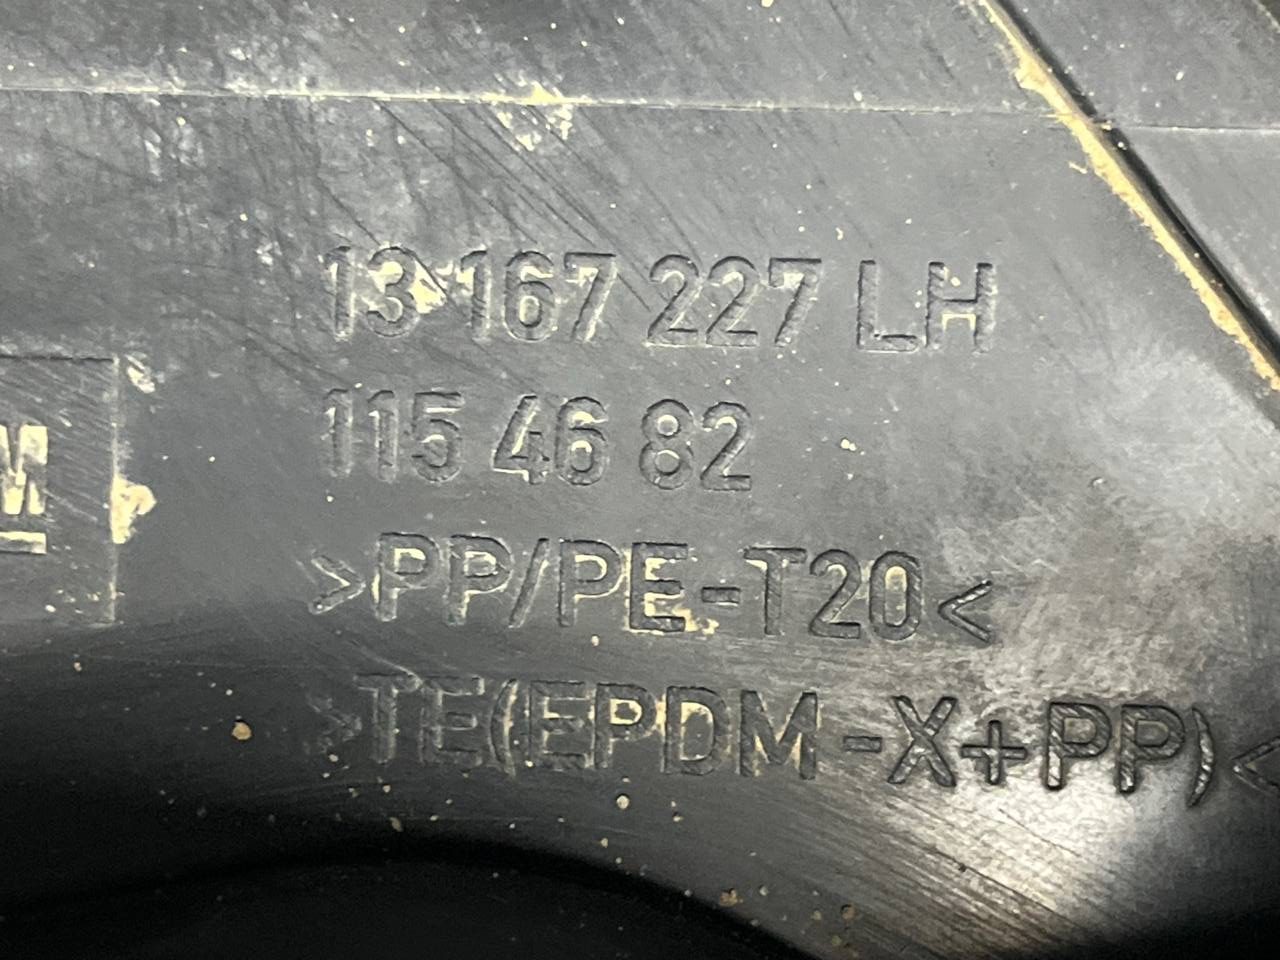 13 167 227 LH
115 46 82
M
>PP/PE-T20<
>TE(EPDM-X+PP)<